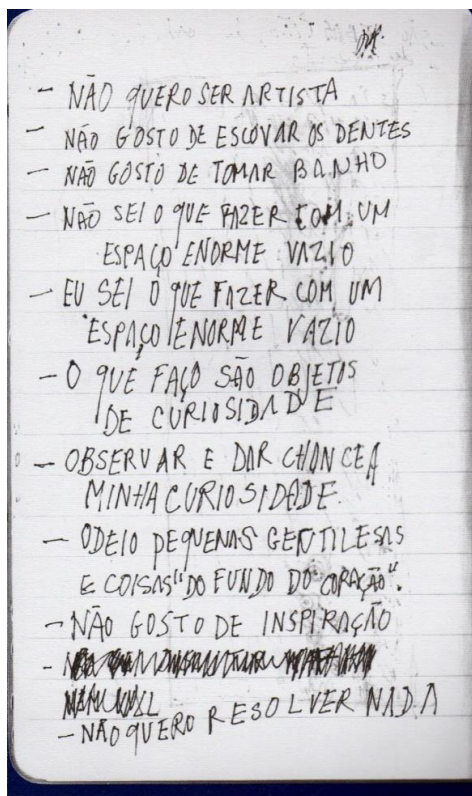 - NÃO QUERO SER ARTISTA
- NÃO GOSTO DE ESCOVAR OS DENTES
- NÃO GOSTO DE TOMAR BANHO
- NÃO SEI O QUE FAZER COM UM
ESPAÇO ENORME VAZIO
- EU SEI O QUE FAZER COM UM
ESPAÇO ENORME VAZIO
- O QUE FAÇO SÃO OBJETOS
DE CURIOSIDADE
- OBSERVAR E DAR CHANCE A
MINHA CURIOSIDADE
- ODEIO PEQUENAS GENTILESAS
E COISAS "DO FUNDO DO CORAÇÃO".
- NÃO GOSTO DE INSPIRAÇÃO
- NÃO QUERO RESOLVER NADA